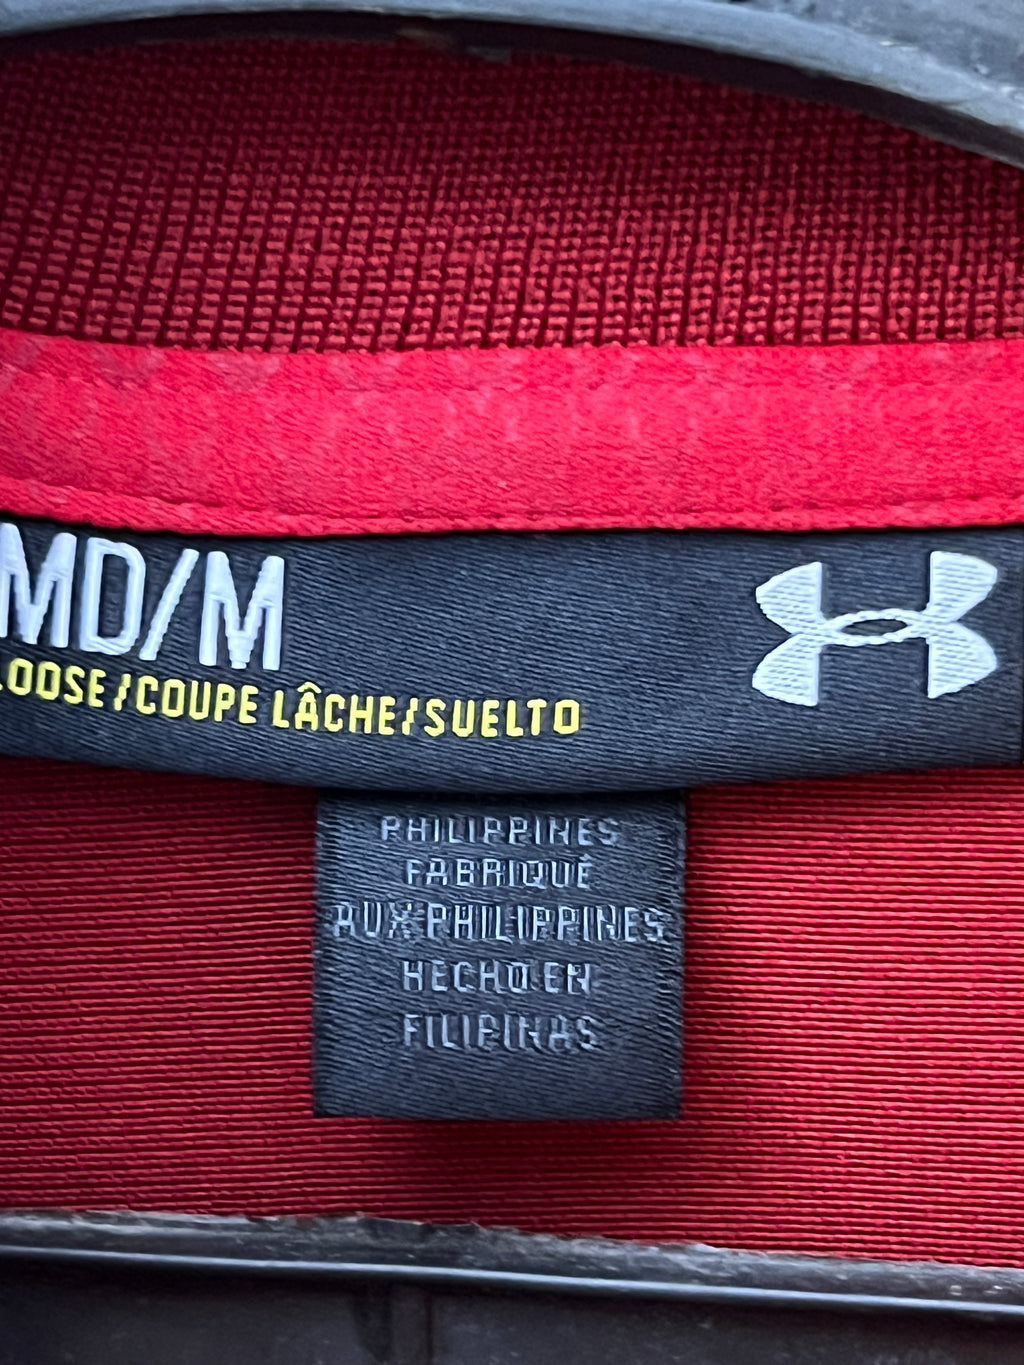 MD/M
LOOSE/COUPE LÂCHE/SUELTO
PHILIPPINES
FABRIQUÉ
AUX PHILIPPINES
HECHO EN
FILIPINAS